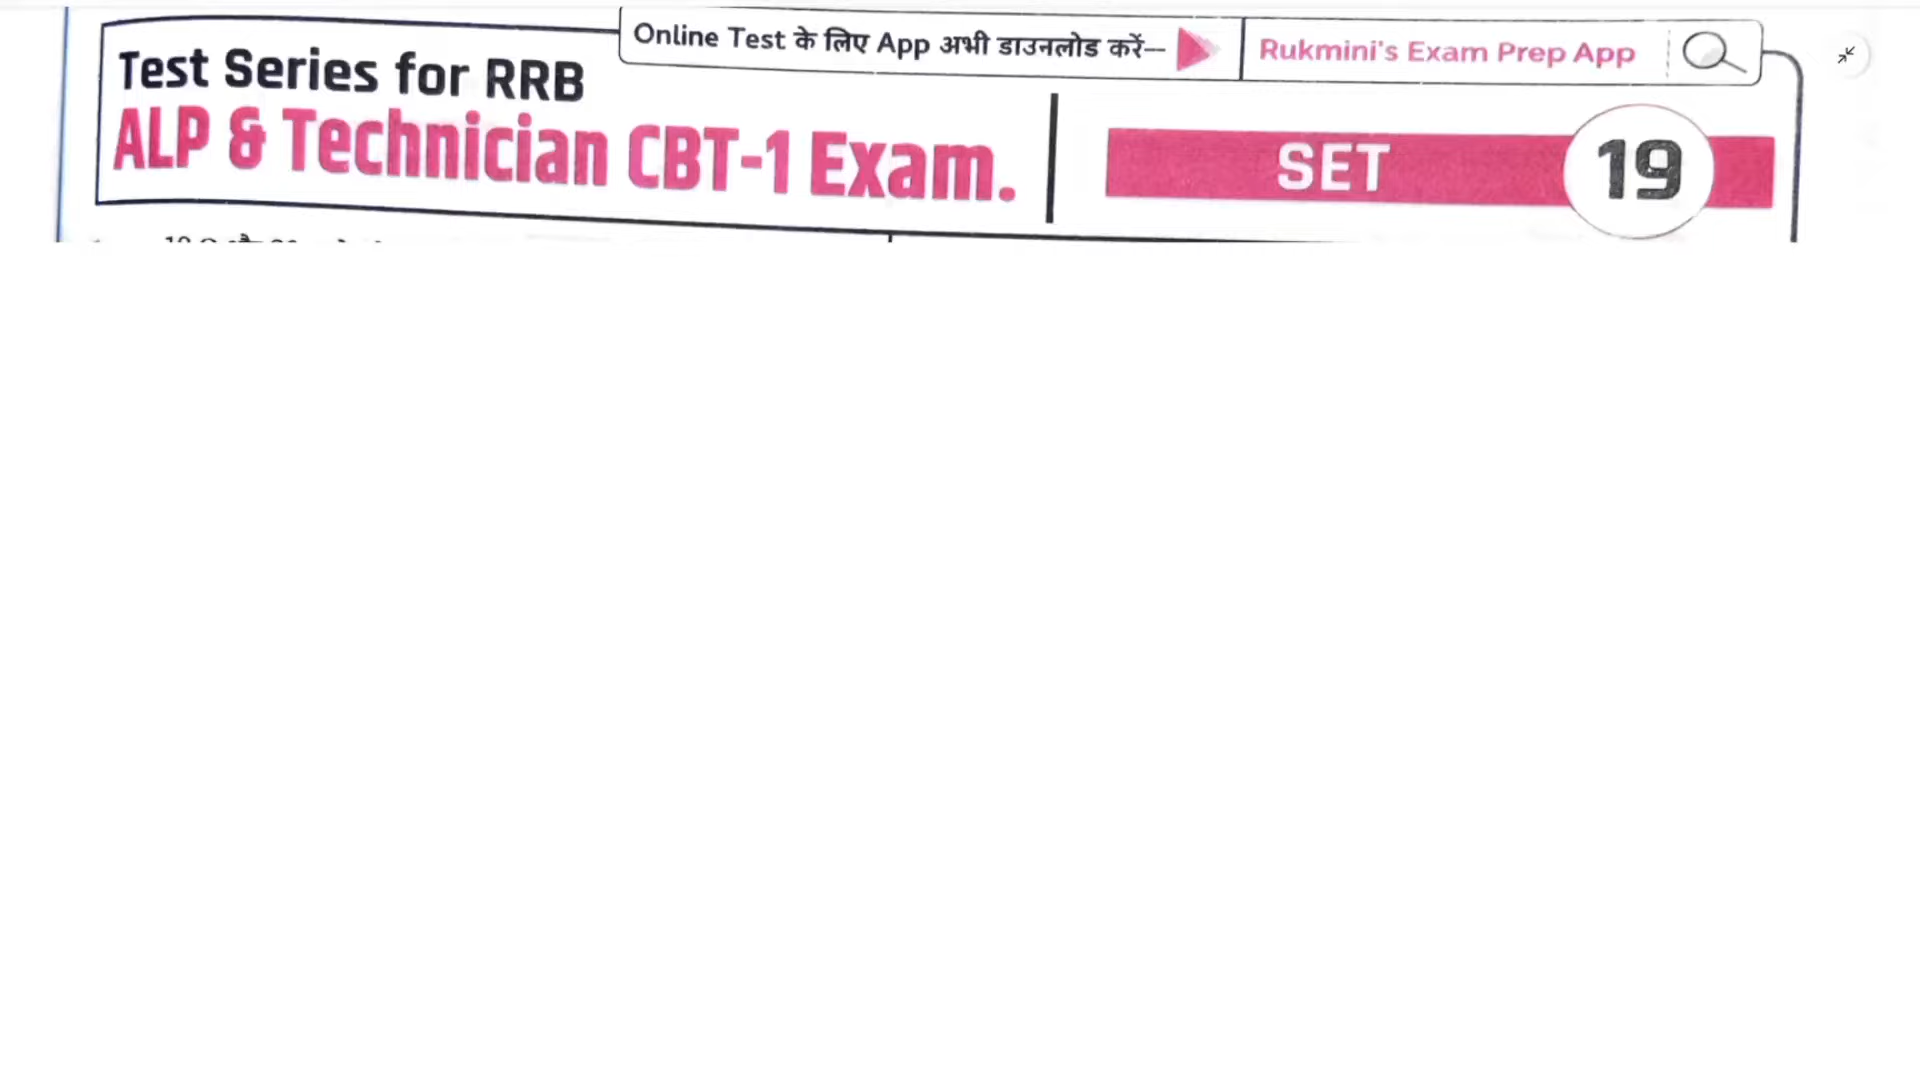 Online Test के लिए App अभी डाउनलोड करें—
Rukmini's Exam Prep App
Test Series for RRB
ALP & Technician CBT-1 Exam.
SET 19